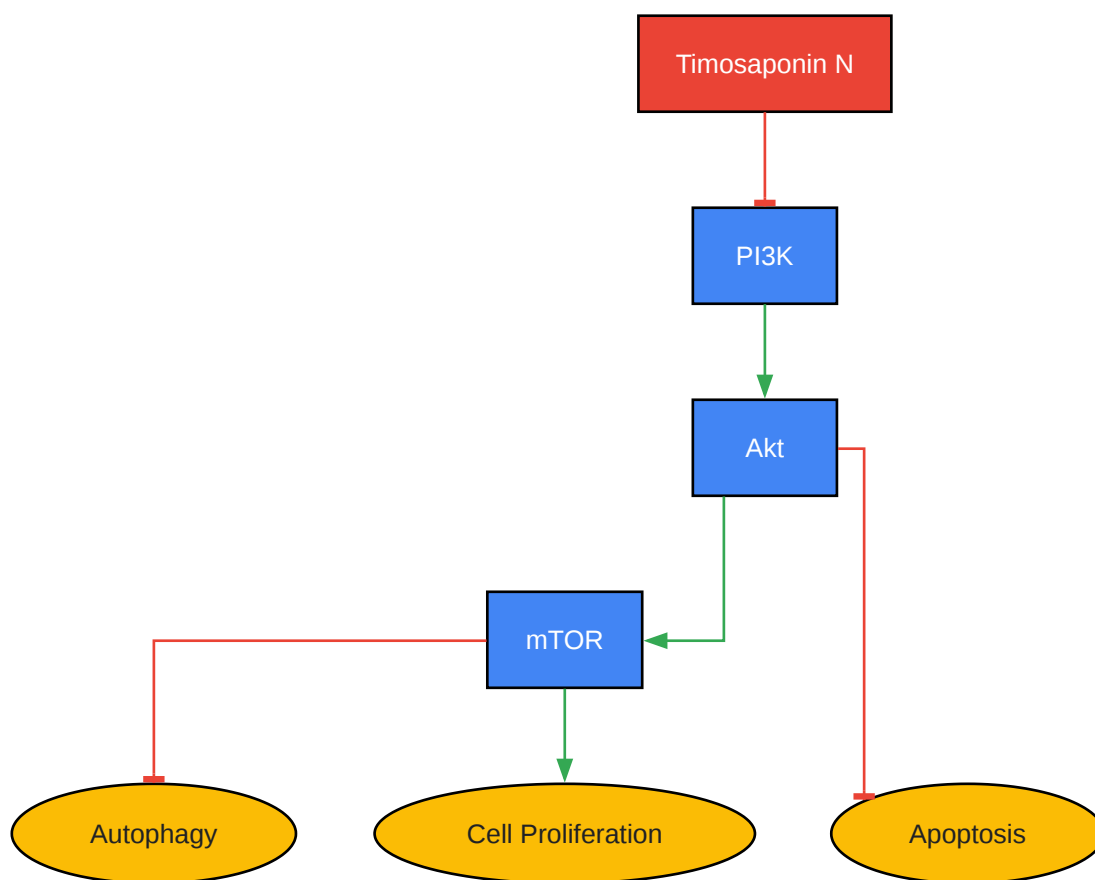 Timosaponin N
PI3K
Akt
mTOR
Autophagy
Cell Proliferation
Apoptosis